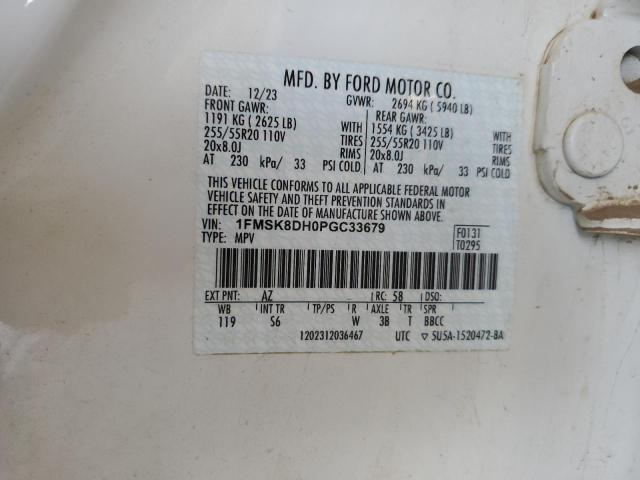 MFD. BY FORD MOTOR CO.
DATE: 12/23 GVWR: 2694 KG ( 5940 LB)
FRONT GAWR: REAR GAWR:
1191 KG ( 2625 LB) WITH 1554 KG ( 3425 LB) WITH
255/55R20 110V TIRES 255/55R20 110V TIRES
20x8.0J RIMS 20x8.0J RIMS
AT 230 kPa/ 33 PSI COLD AT 230 kPa/ 33 PSI COLD
THIS VEHICLE CONFORMS TO ALL APPLICABLE FEDERAL MOTOR
VEHICLE SAFETY AND THEFT PREVENTION STANDARDS IN
EFFECT ON THE DATE OF MANUFACTURE SHOWN ABOVE.
VIN: 1FMSK8DH0PGC33679 F0131
TYPE: MPV T0295
EXT PNT: AZ RC: 58 DSO:
WB INT TR TP/PS R AXLE TR SPR
119 S6 W 3B T BBCC
1202312036467 UTC ▽ 5U5A-1520472-BA